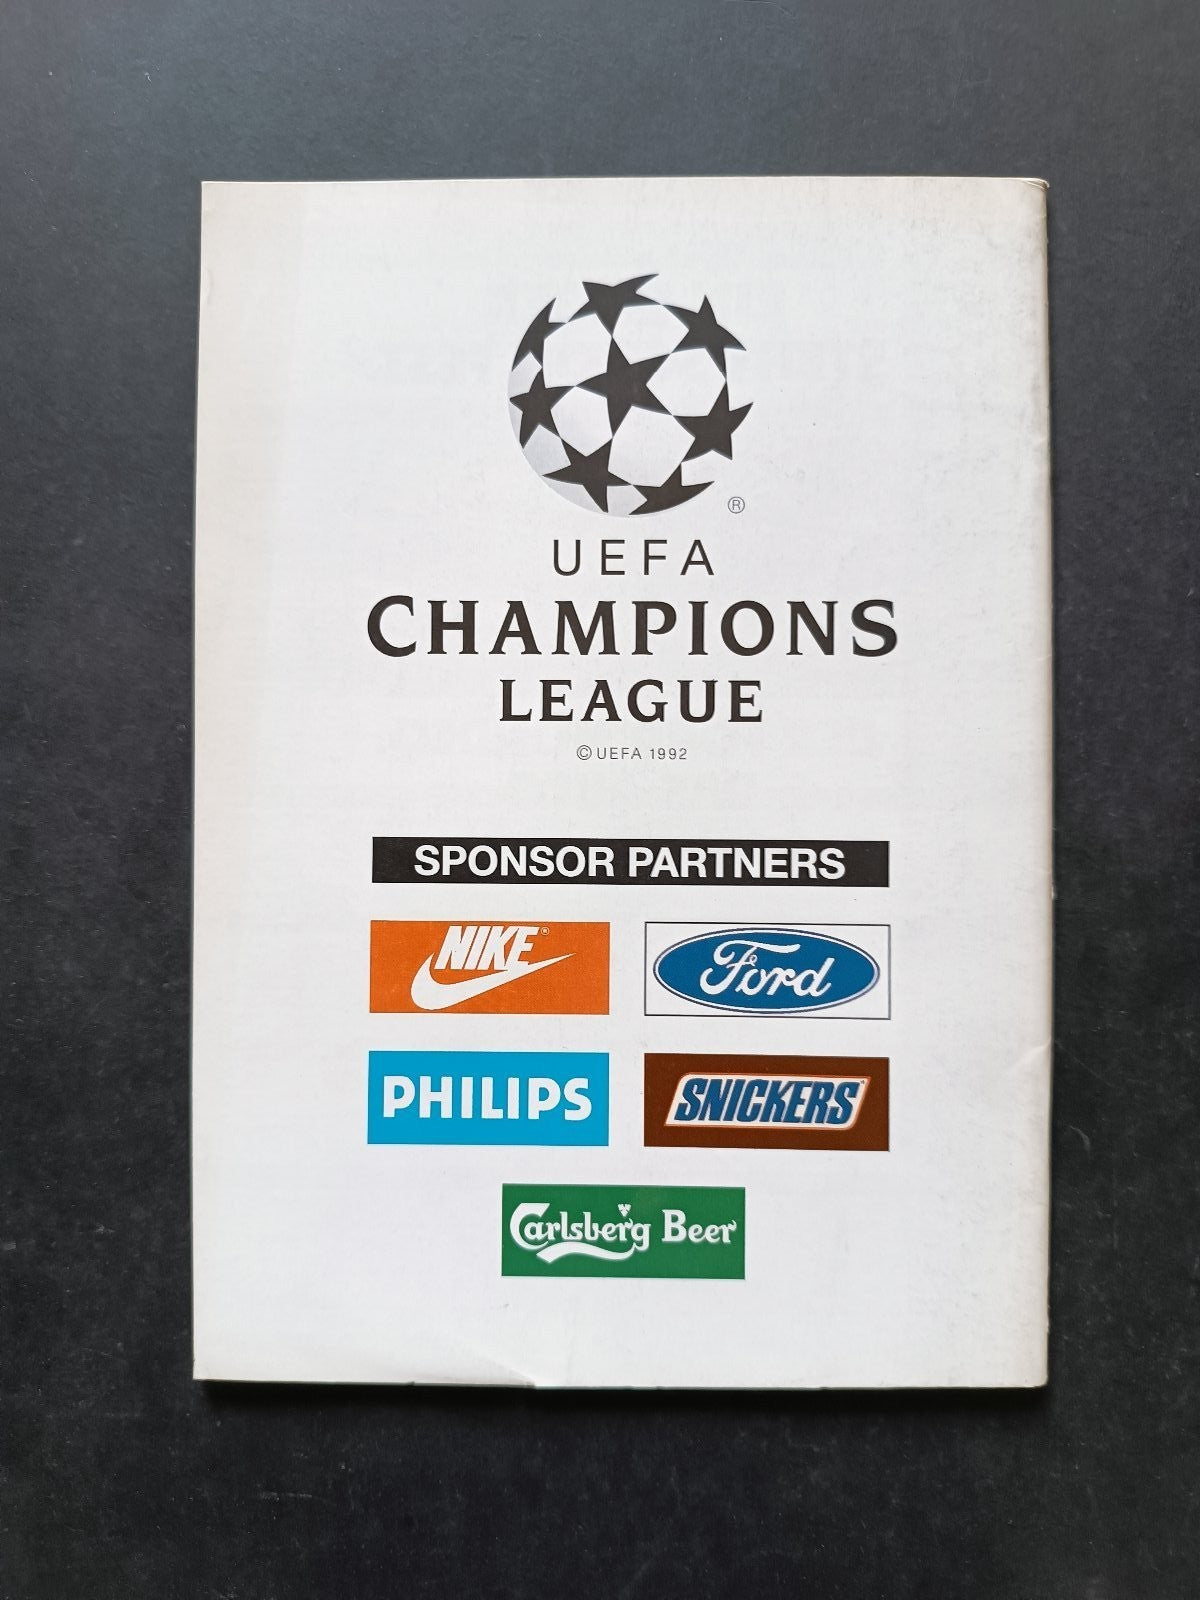 ®
UEFA
CHAMPIONS
LEAGUE
© UEFA 1992
SPONSOR PARTNERS
NIKE®
Ford
PHILIPS
SNICKERS®
Carlsberg Beer